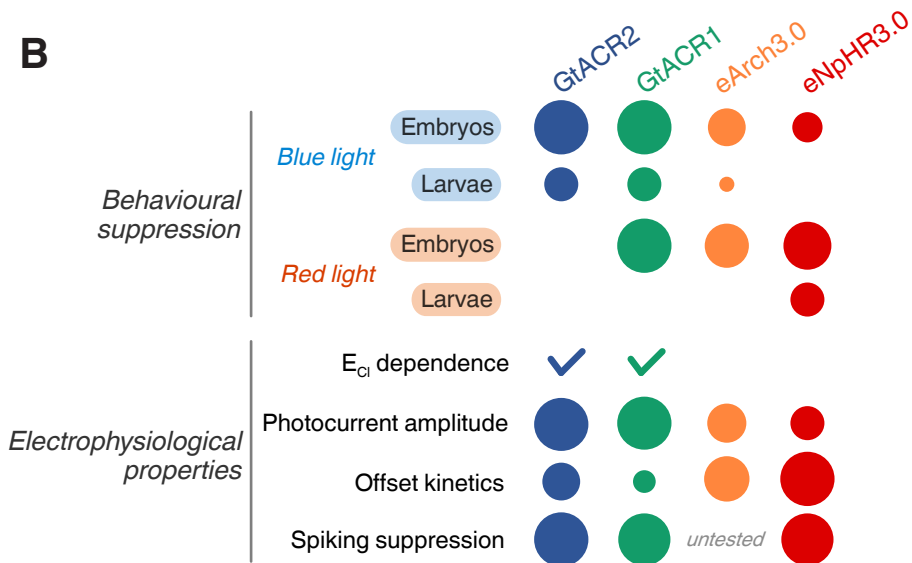 B
GtACR2
GtACR1
eArch3.0
eNpHR3.0
Behavioural
suppression
Blue light
Embryos
Larvae
Red light
Embryos
Larvae
Electrophysiological
properties
ECl dependence
Photocurrent amplitude
Offset kinetics
Spiking suppression
untested